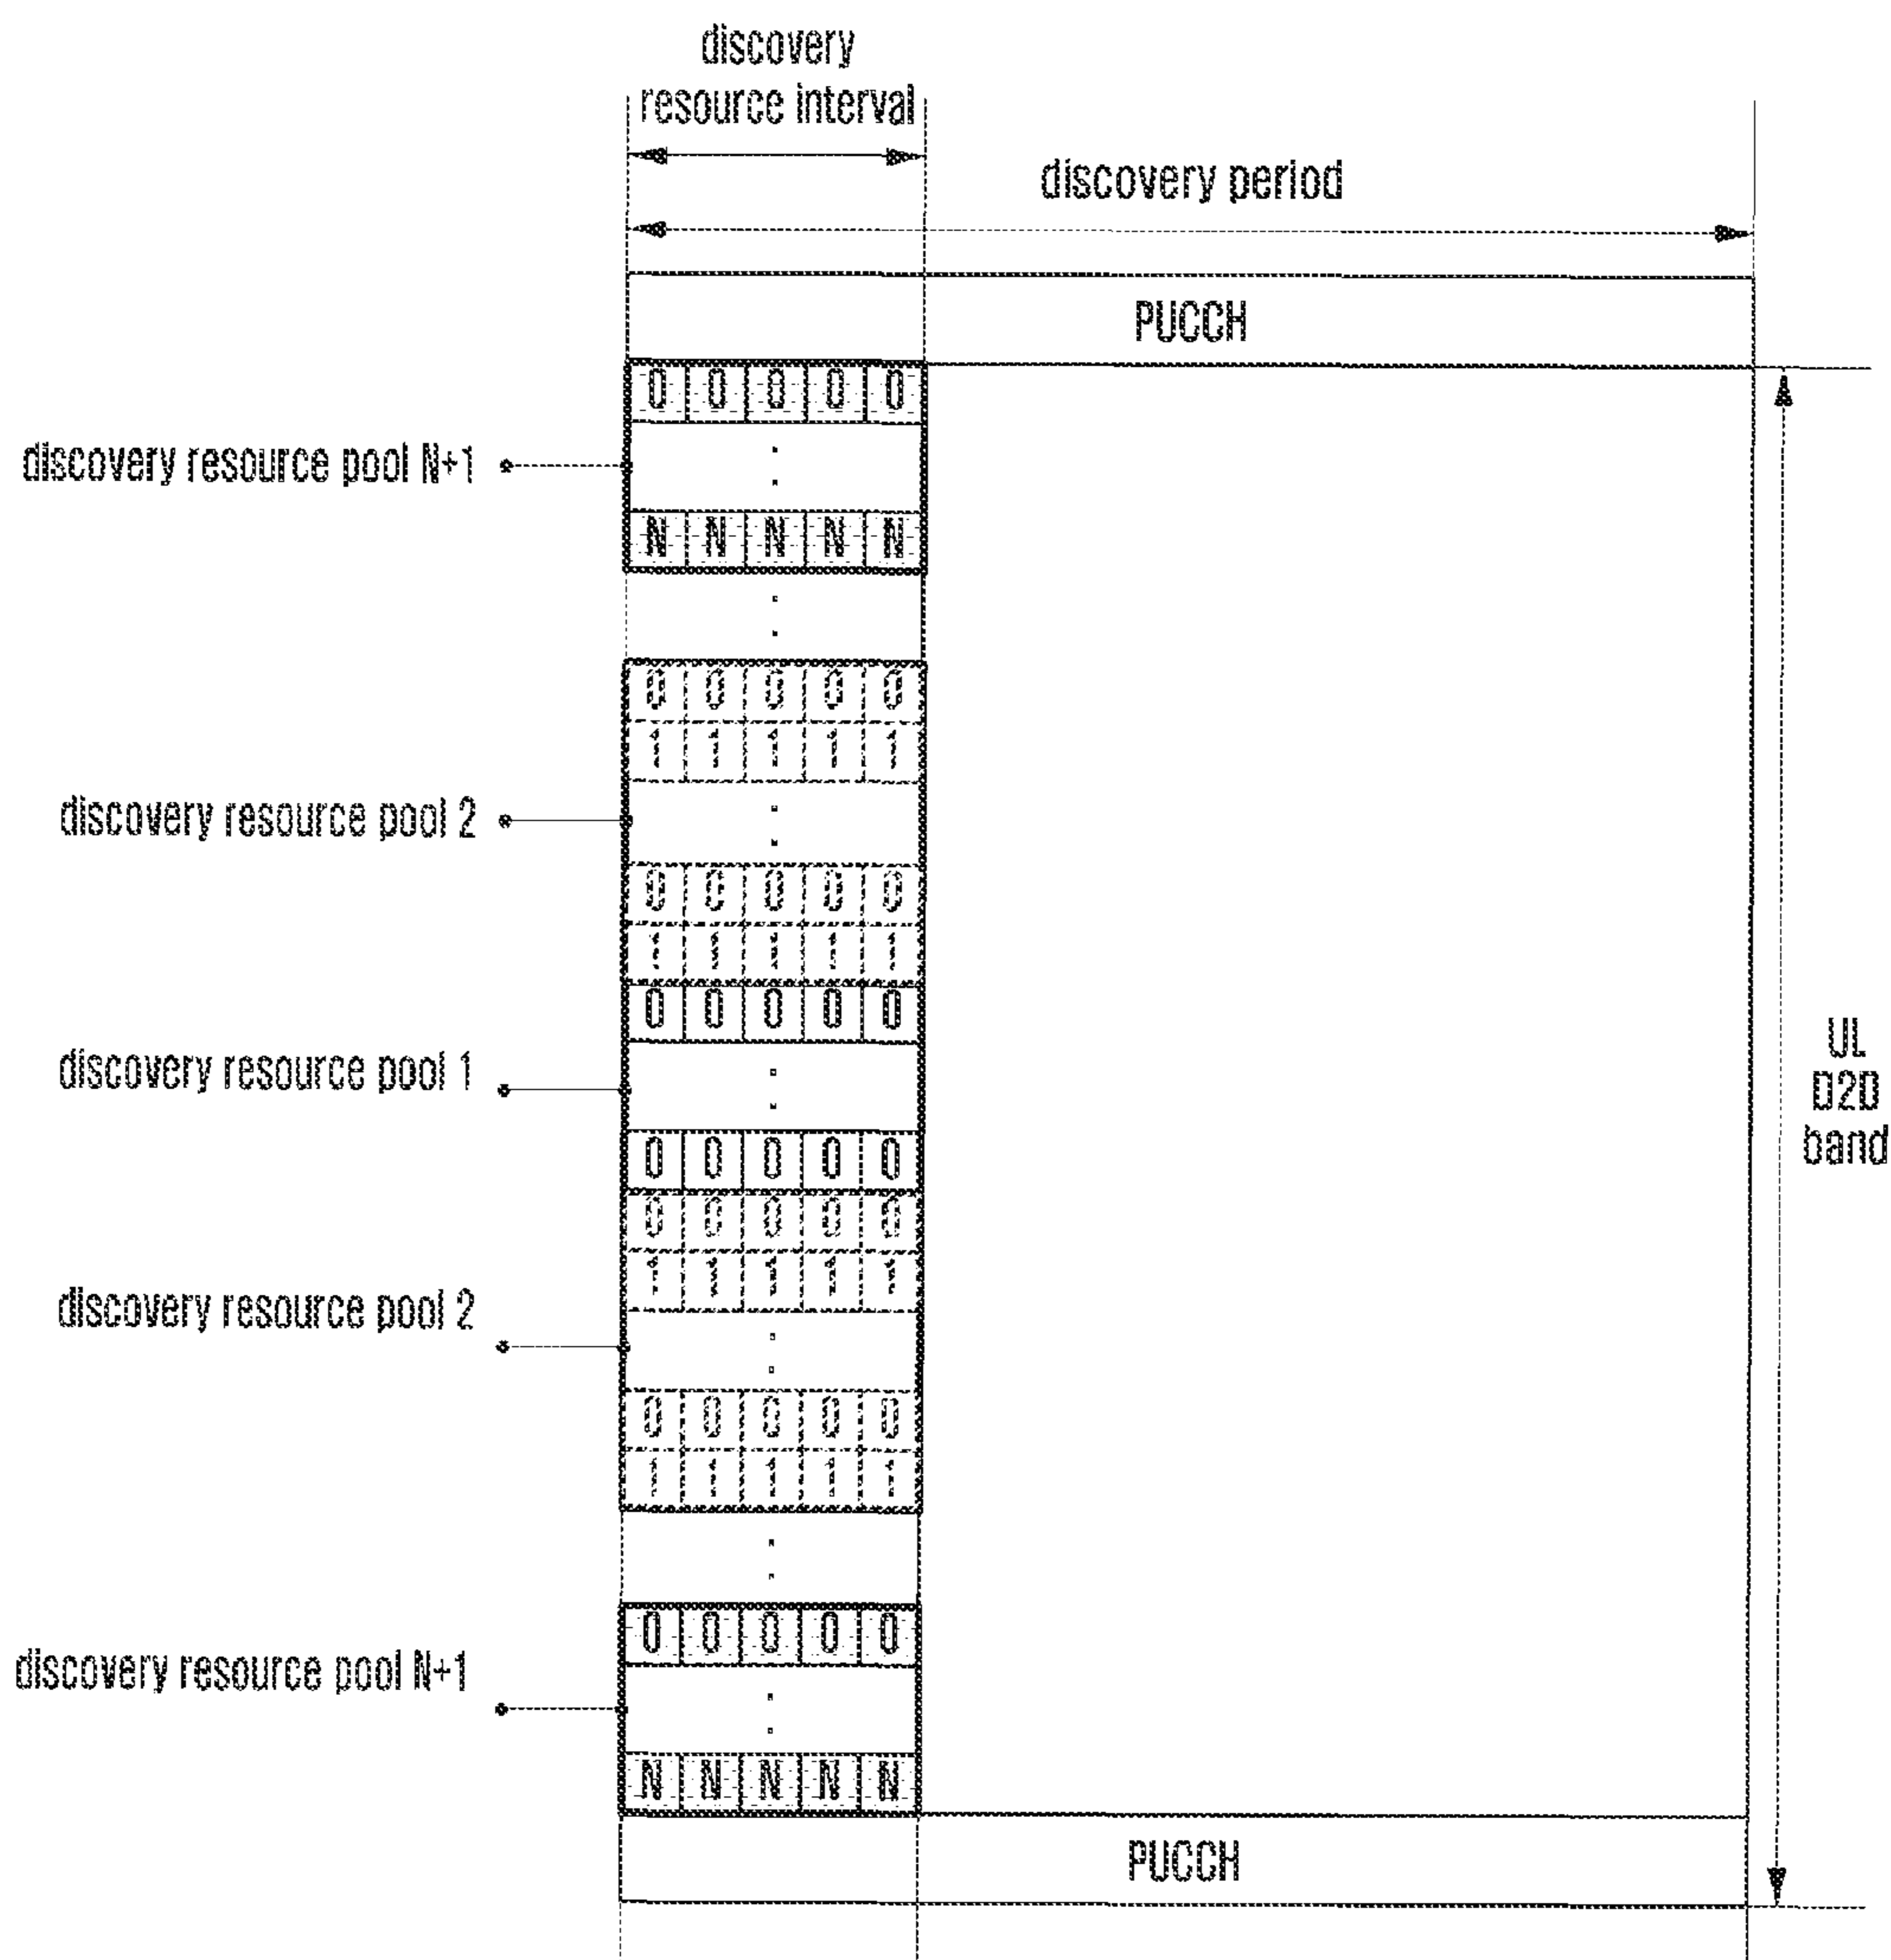 discovery
resource interval
discovery period
PUCCH
0 0 0 0 0
discovery resource pool N+1
N N N N N
0 0 0 0 0
1 1 1 1 1
discovery resource pool 2
0 0 0 0 0
1 1 1 1 1
0 0 0 0 0
discovery resource pool 1
0 0 0 0 0
0 0 0 0 0
1 1 1 1 1
discovery resource pool 2
0 0 0 0 0
1 1 1 1 1
0 0 0 0 0
discovery resource pool N+1
N N N N N
PUCCH
UL
D2D
band